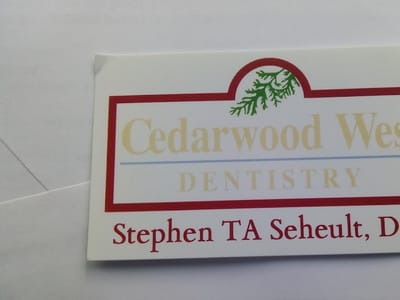 Cedarwood Wes
DENTISTRY
Stephen TA Seheult, D